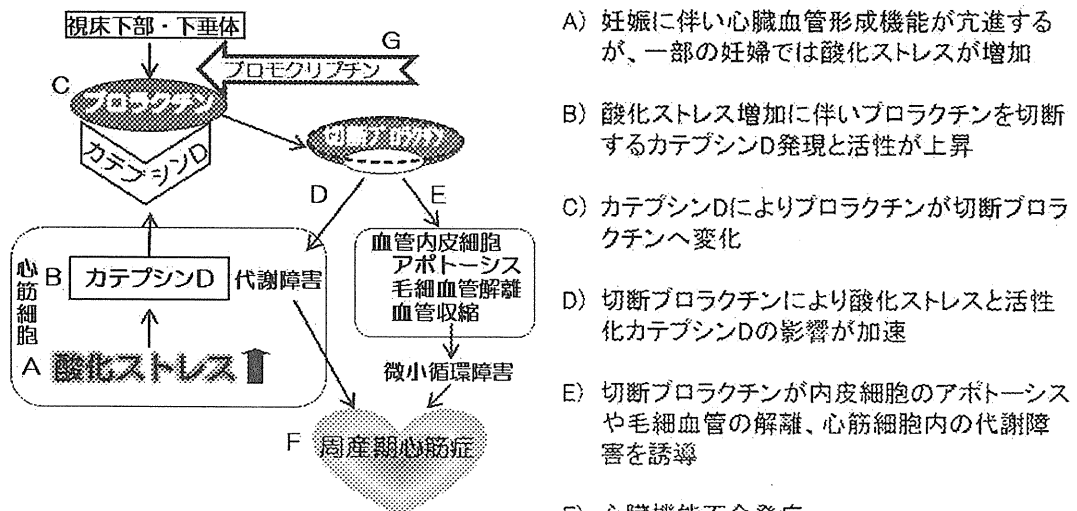 視床下部・下垂体
G
ブロモクリプチン
C
プロラクチン
カテプシンD
切断プロラクチン
D
E
血管内皮細胞
アポトーシス
毛細血管解離
血管収縮
心筋細胞
B
カテプシンD
代謝障害
A
酸化ストレス
微小循環障害
F
周産期心筋症
A) 妊娠に伴い心臓血管形成機能が亢進する
が、一部の妊婦では酸化ストレスが増加
B) 酸化ストレス増加に伴いプロラクチンを切断
するカテプシンD発現と活性が上昇
C) カテプシンDによりプロラクチンが切断プロラ
クチンへ変化
D) 切断プロラクチンにより酸化ストレスと活性
化カテプシンDの影響が加速
E) 切断プロラクチンが内皮細胞のアポトーシス
や毛細血管の解離、心筋細胞内の代謝障
害を誘導